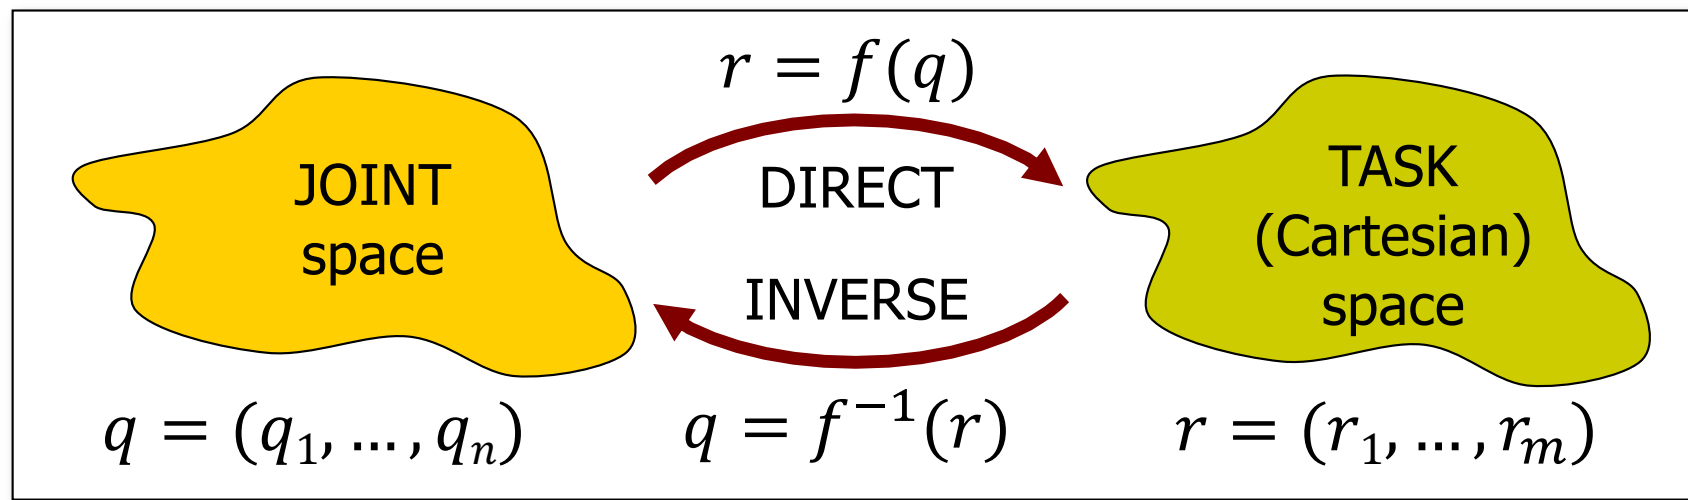 r = f(q)
JOINT
space
DIRECT
INVERSE
TASK
(Cartesian)
space
q = (q₁, … , qₙ)
q = f⁻¹(r)
r = (r₁, … , rₘ)